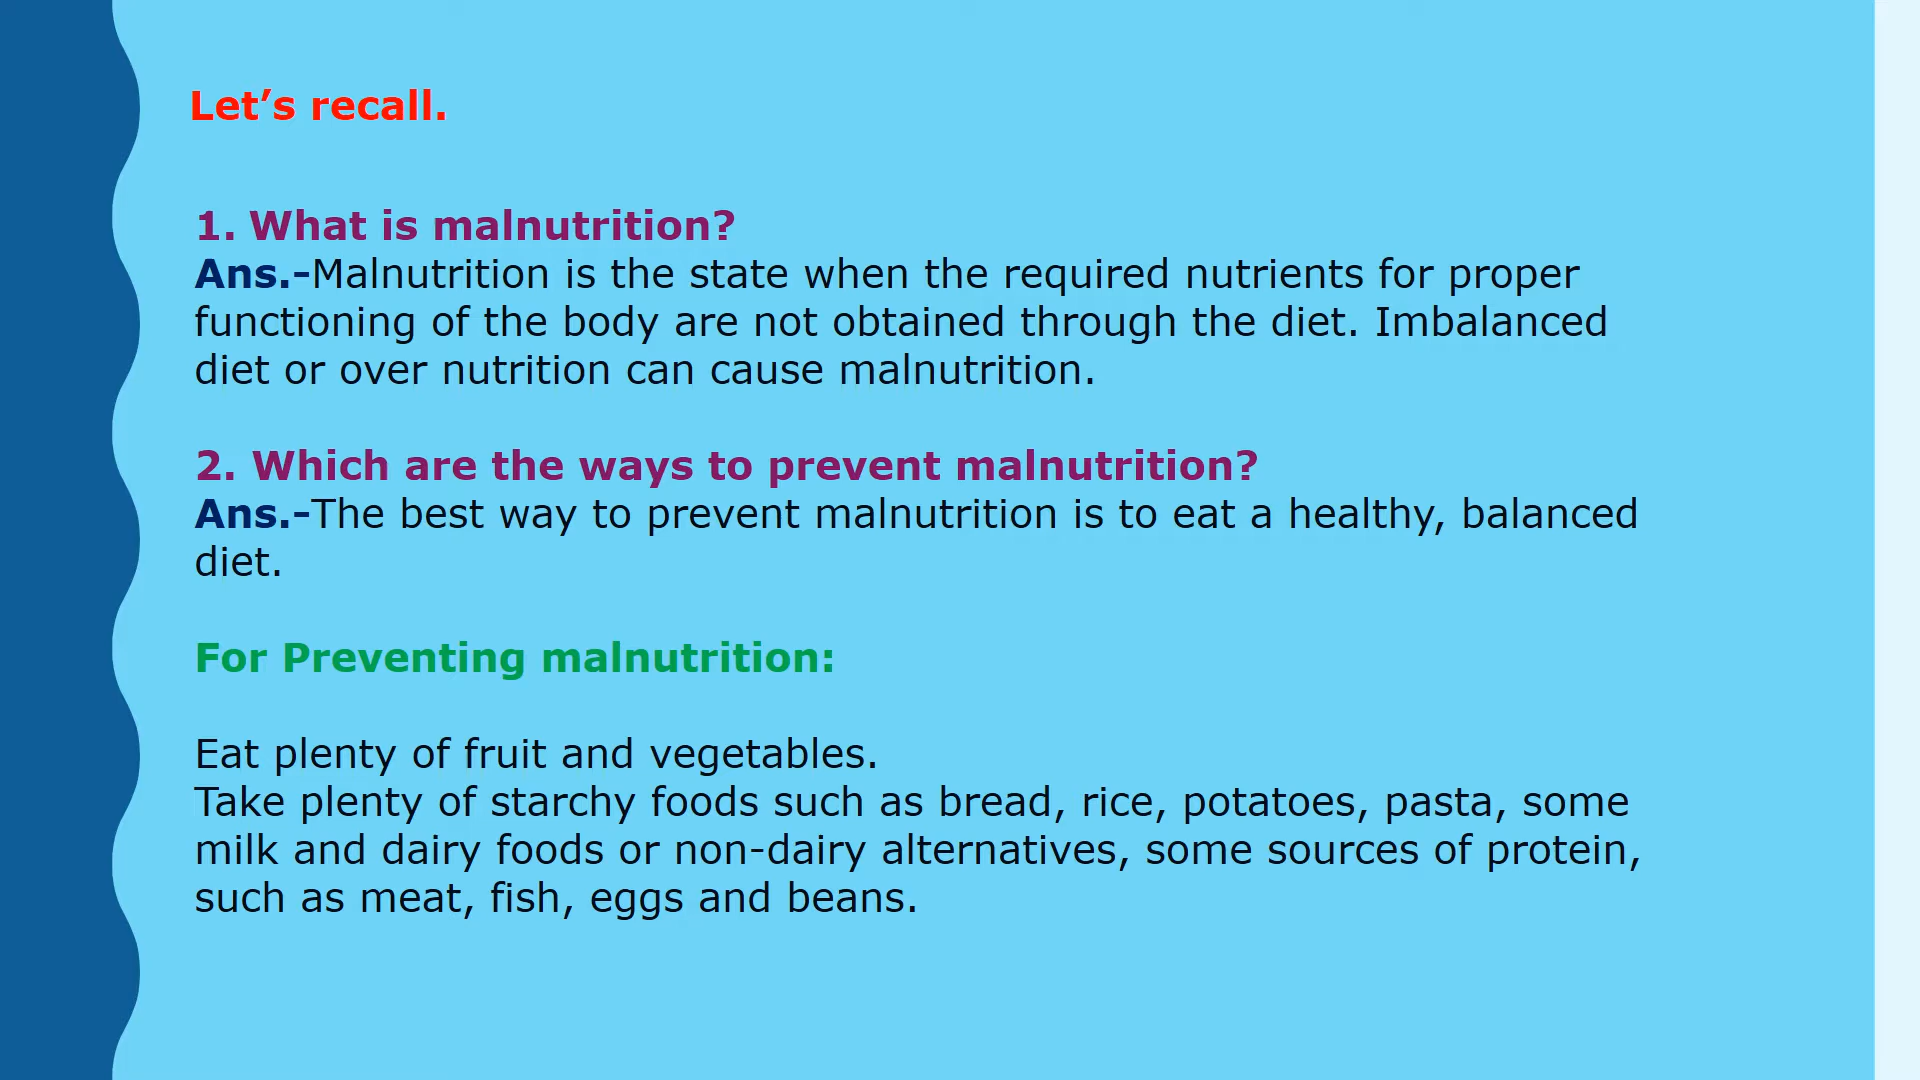 Let’s recall.
1. What is malnutrition?
Ans.-Malnutrition is the state when the required nutrients for proper
functioning of the body are not obtained through the diet. Imbalanced
diet or over nutrition can cause malnutrition.
2. Which are the ways to prevent malnutrition?
Ans.-The best way to prevent malnutrition is to eat a healthy, balanced
diet.
For Preventing malnutrition:
Eat plenty of fruit and vegetables.
Take plenty of starchy foods such as bread, rice, potatoes, pasta, some
milk and dairy foods or non-dairy alternatives, some sources of protein,
such as meat, fish, eggs and beans.